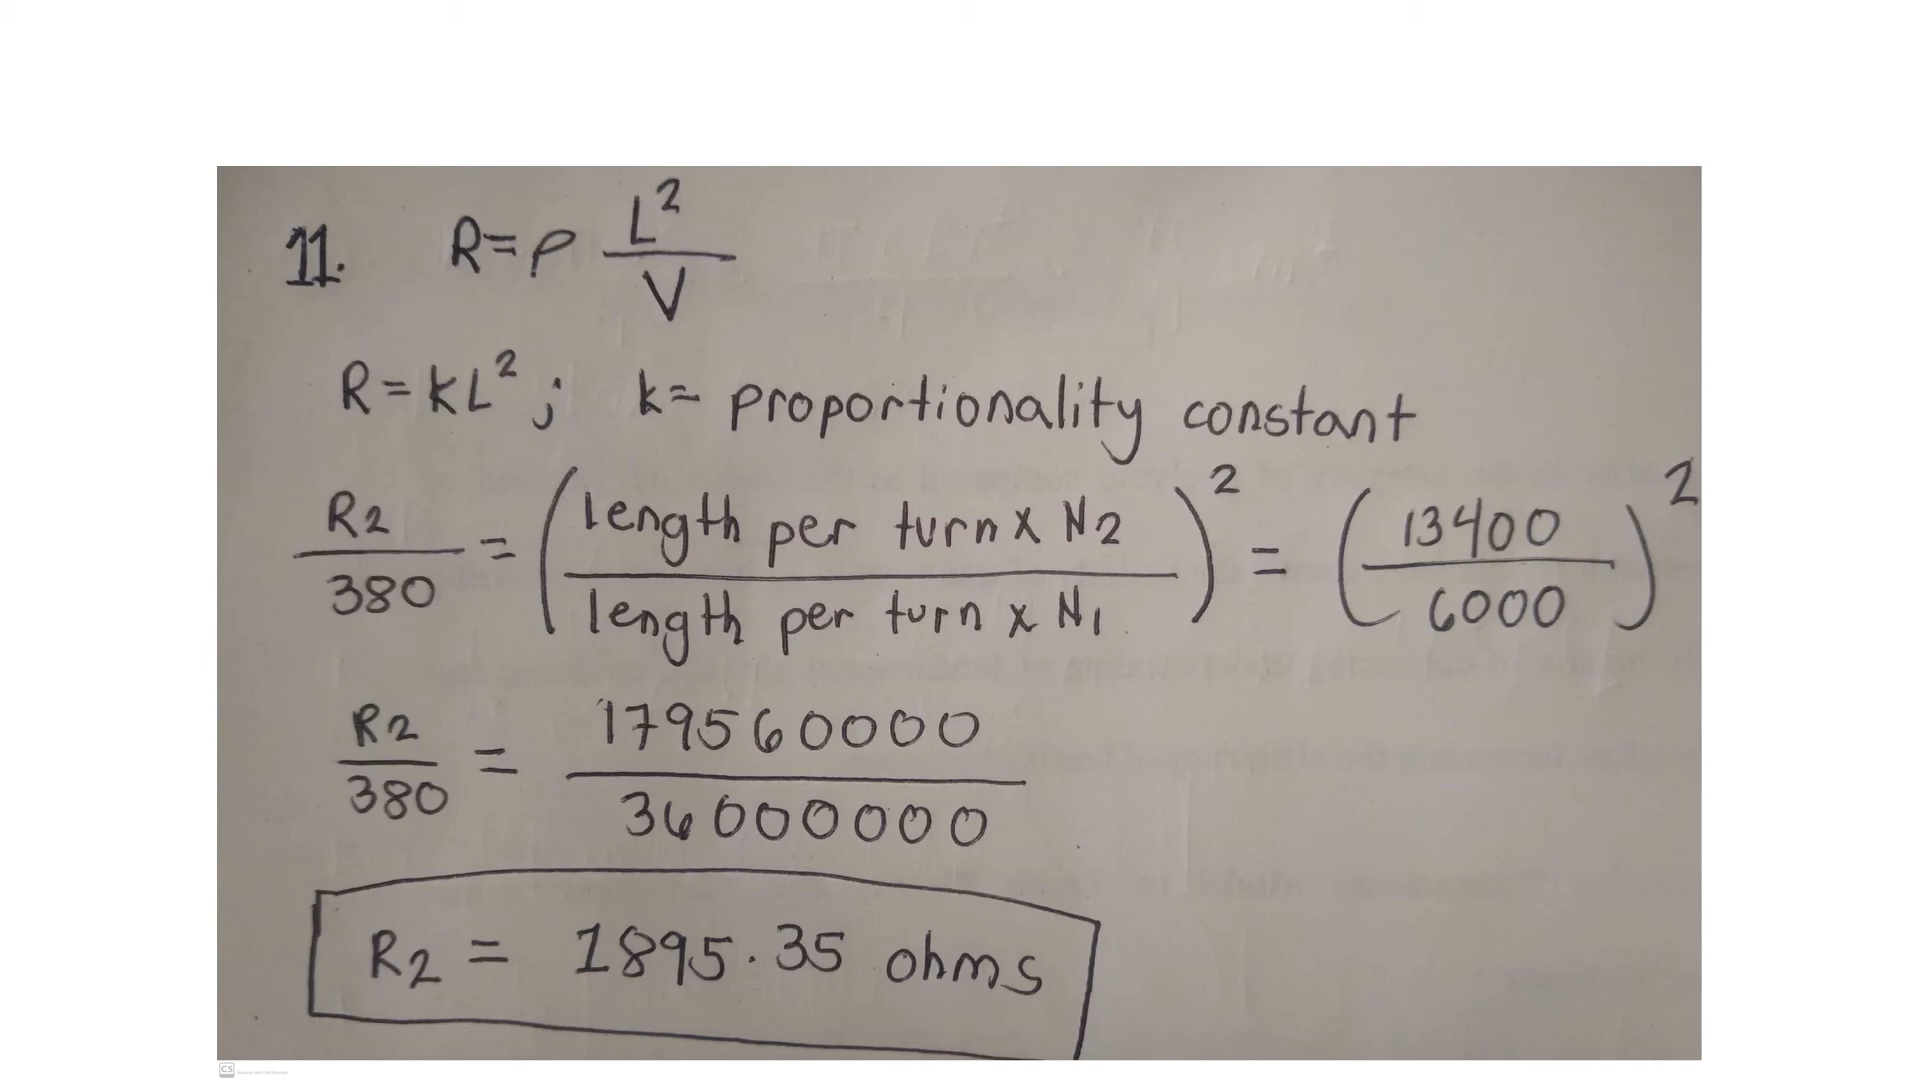 11. R=ρ L²/V
R=KL² ; k= proportionality constant
R2/380 = (length per turn x N2 / length per turn x N1)² = (13400/6000)²
R2/380 = 179560000/36000000
R2 = 1895.35 ohms
CS